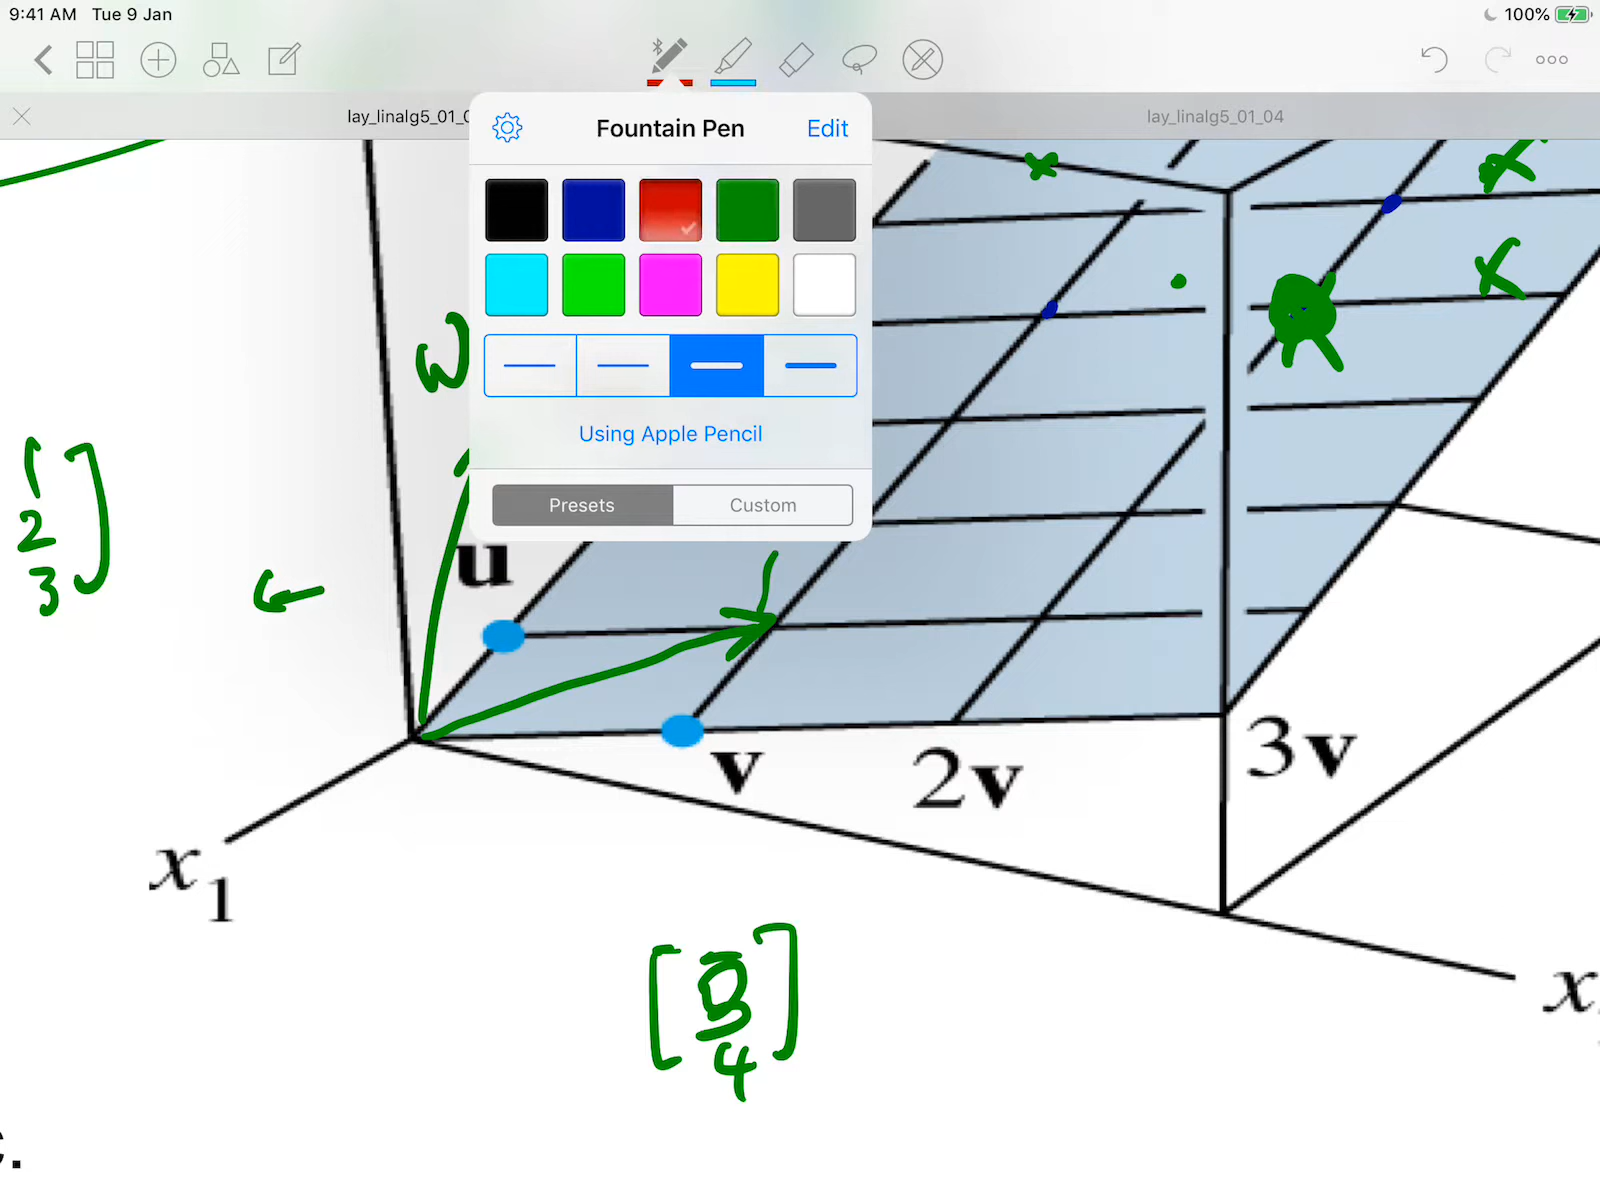 9:41 AM Tue 9 Jan
100%
lay_linalg5_01_04
Fountain Pen
Edit
Using Apple Pencil
Presets
Custom
ω
1
2
3
u
v
2v
3v
x1
x
4